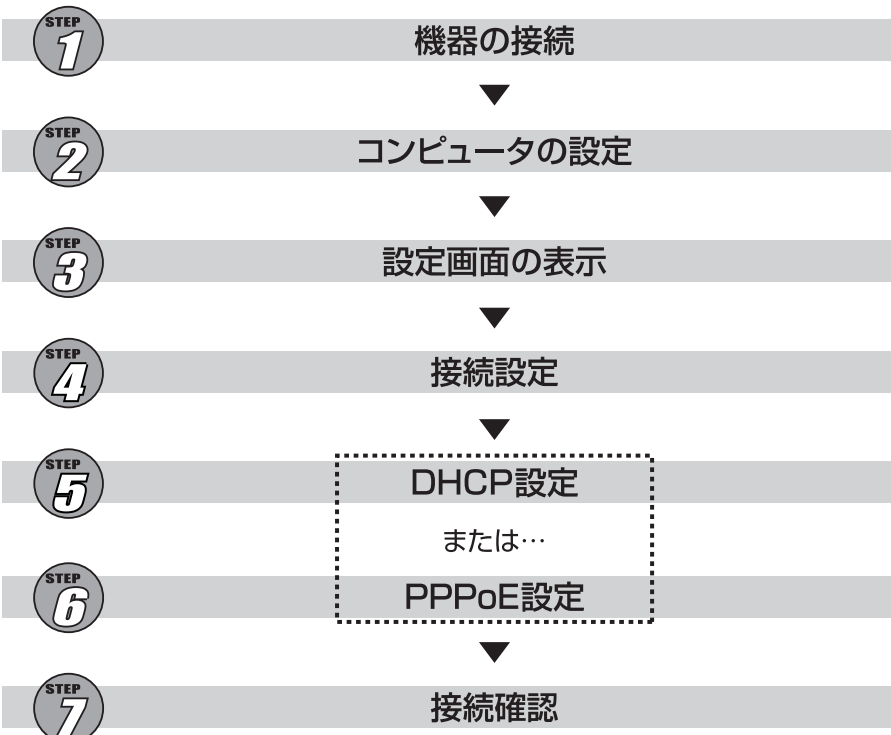 STEP 1 機器の接続
▼
STEP 2 コンピュータの設定
▼
STEP 3 設定画面の表示
▼
STEP 4 接続設定
▼
STEP 5 DHCP設定
または…
STEP 6 PPPoE設定
▼
STEP 7 接続確認